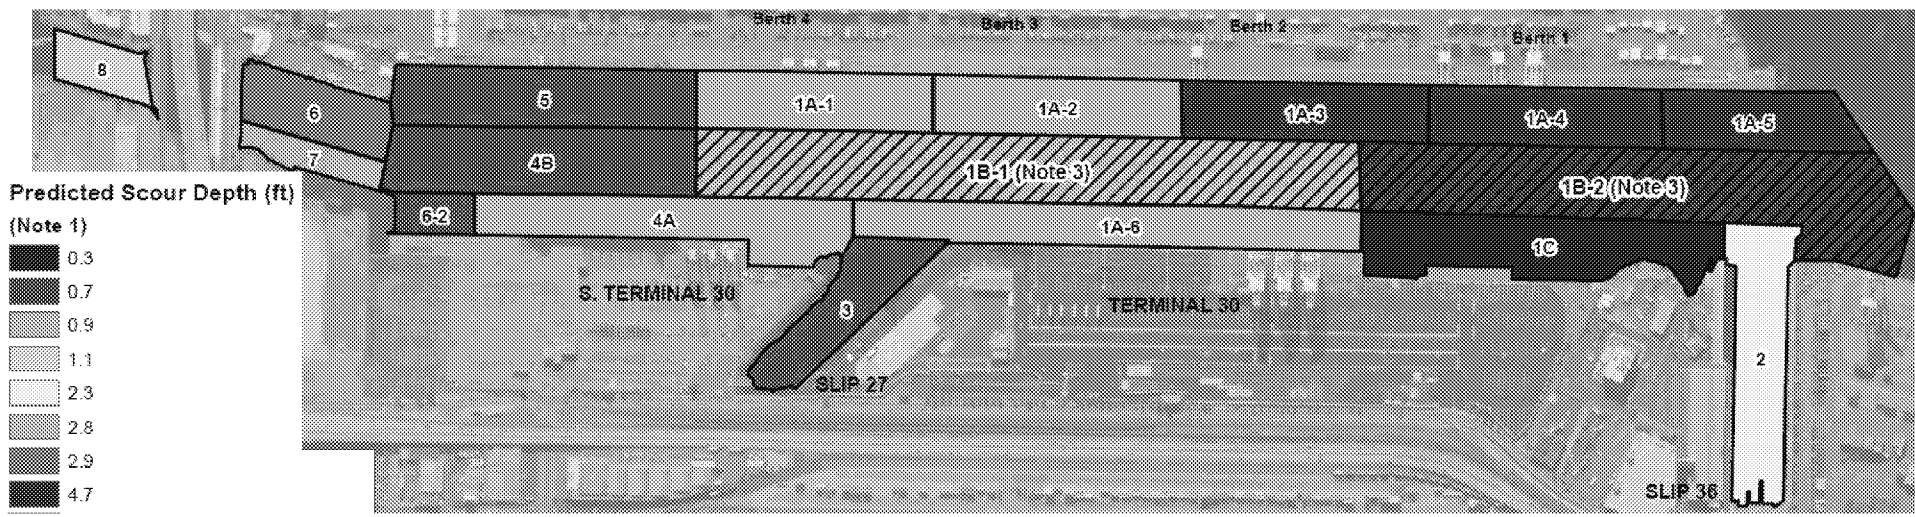 Berth 4
Berth 3
Berth 2
Berth 1
8
6
5
1A-1
1A-2
1A-3
1A-4
1A-5
7
4B
1B-1 (Note 3)
1B-2 (Note 3)
6-2
4A
1A-6
1C
S. TERMINAL 30
3
TERMINAL 30
2
SLIP 27
SLIP 36
Predicted Scour Depth (ft)
(Note 1)
0.3
0.7
0.9
1.1
2.3
2.8
2.9
4.7